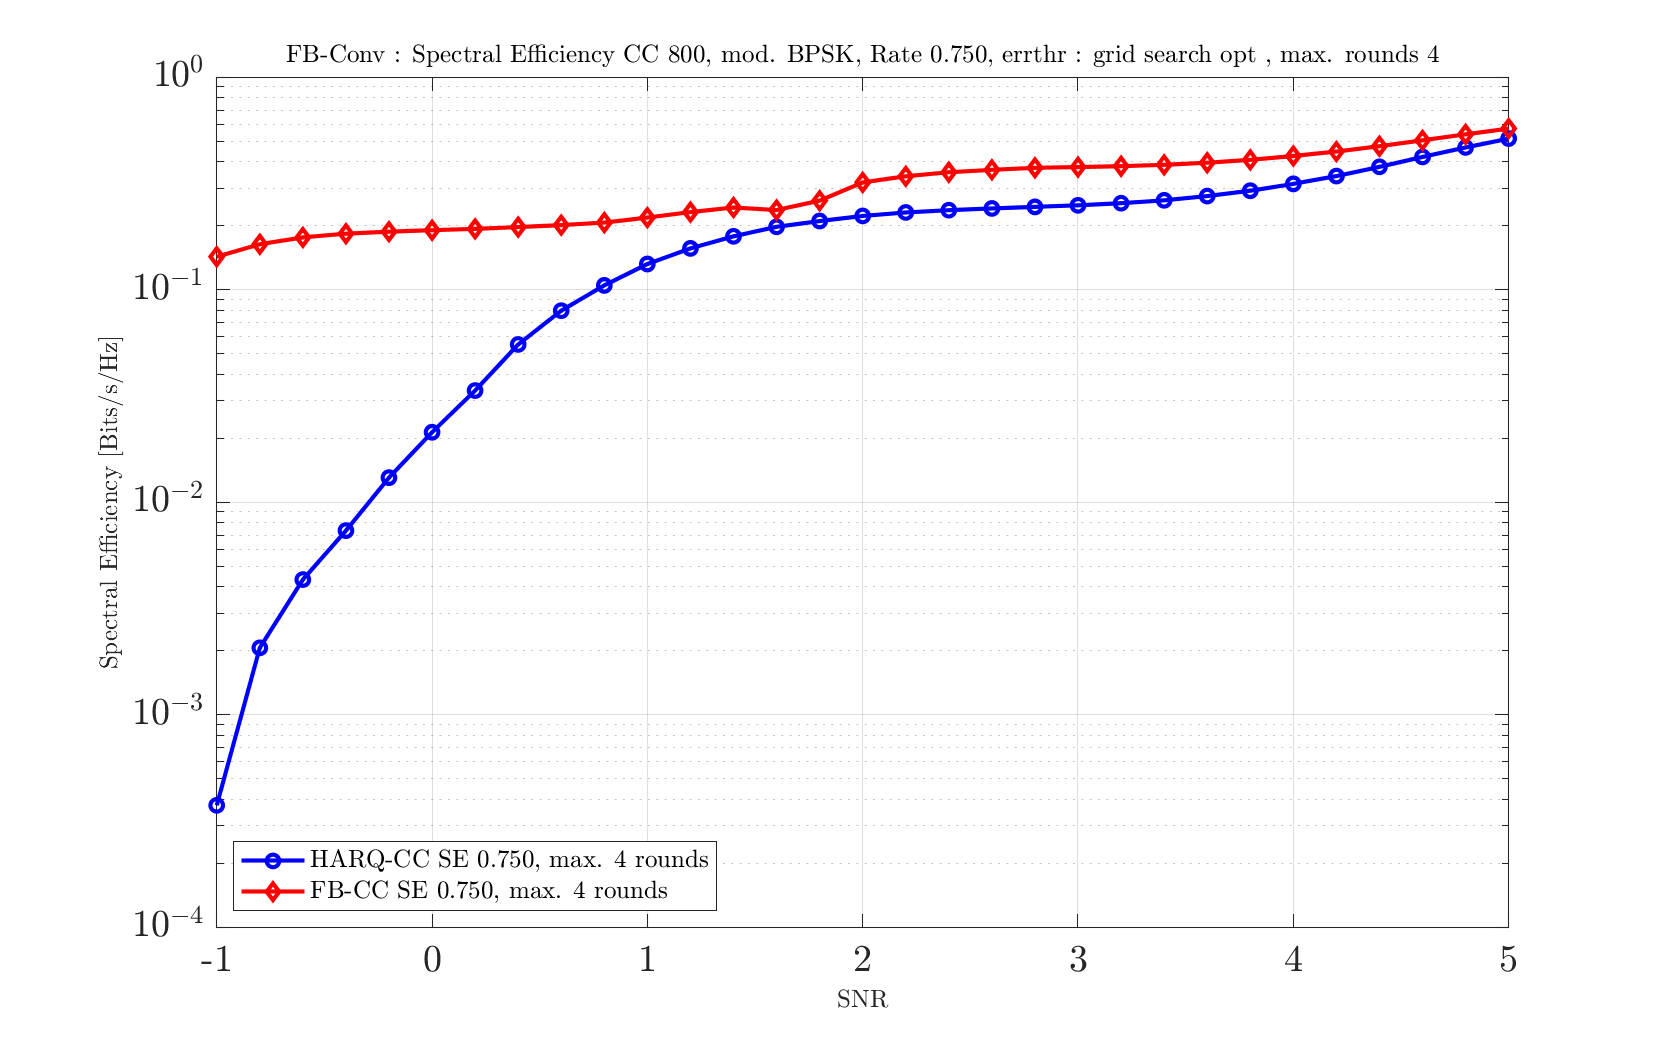 FB-Conv : Spectral Efficiency CC 800, mod. BPSK, Rate 0.750, errthr : grid search opt , max. rounds 4
10^0
10^-1
10^-2
10^-3
10^-4
Spectral Efficiency [Bits/s/Hz]
HARQ-CC SE 0.750, max. 4 rounds
FB-CC SE 0.750, max. 4 rounds
-1 0 1 2 3 4 5
SNR